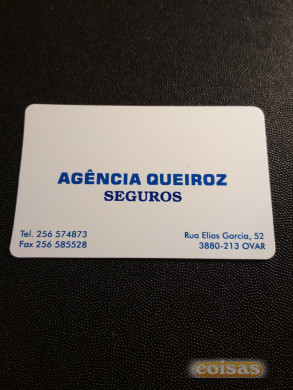 AGÊNCIA QUEIROZ
SEGUROS
Tel. 256 574873
Fax 256 585528
Rua Elias Garcia, 52
3880-213 OVAR
coisas